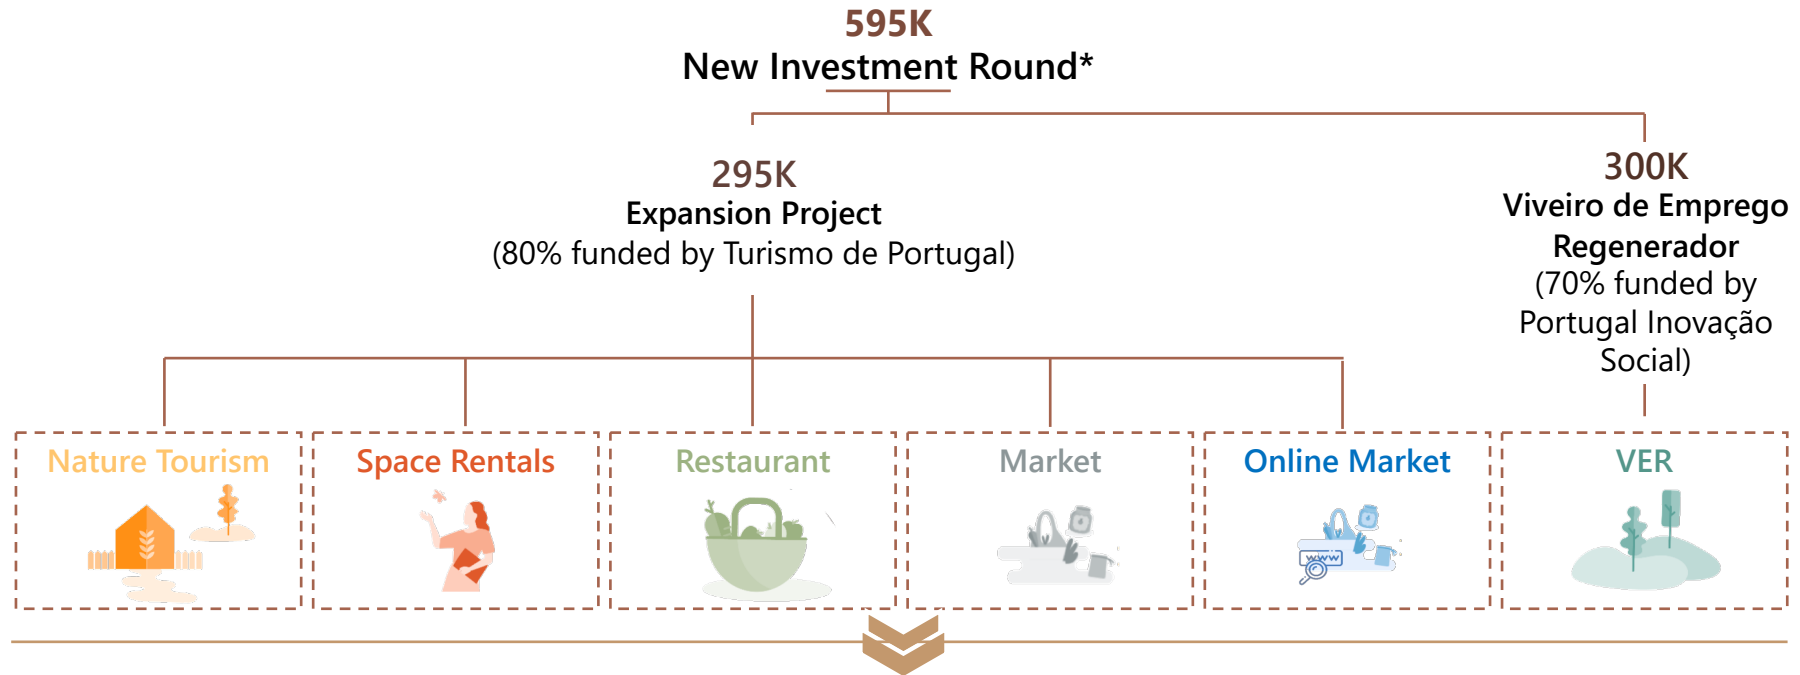 595K
New Investment Round*
295K
Expansion Project
(80% funded by Turismo de Portugal)
300K
Viveiro de Emprego
Regenerador
(70% funded by
Portugal Inovação
Social)
Nature Tourism
Space Rentals
Restaurant
Market
Online Market
www
VER